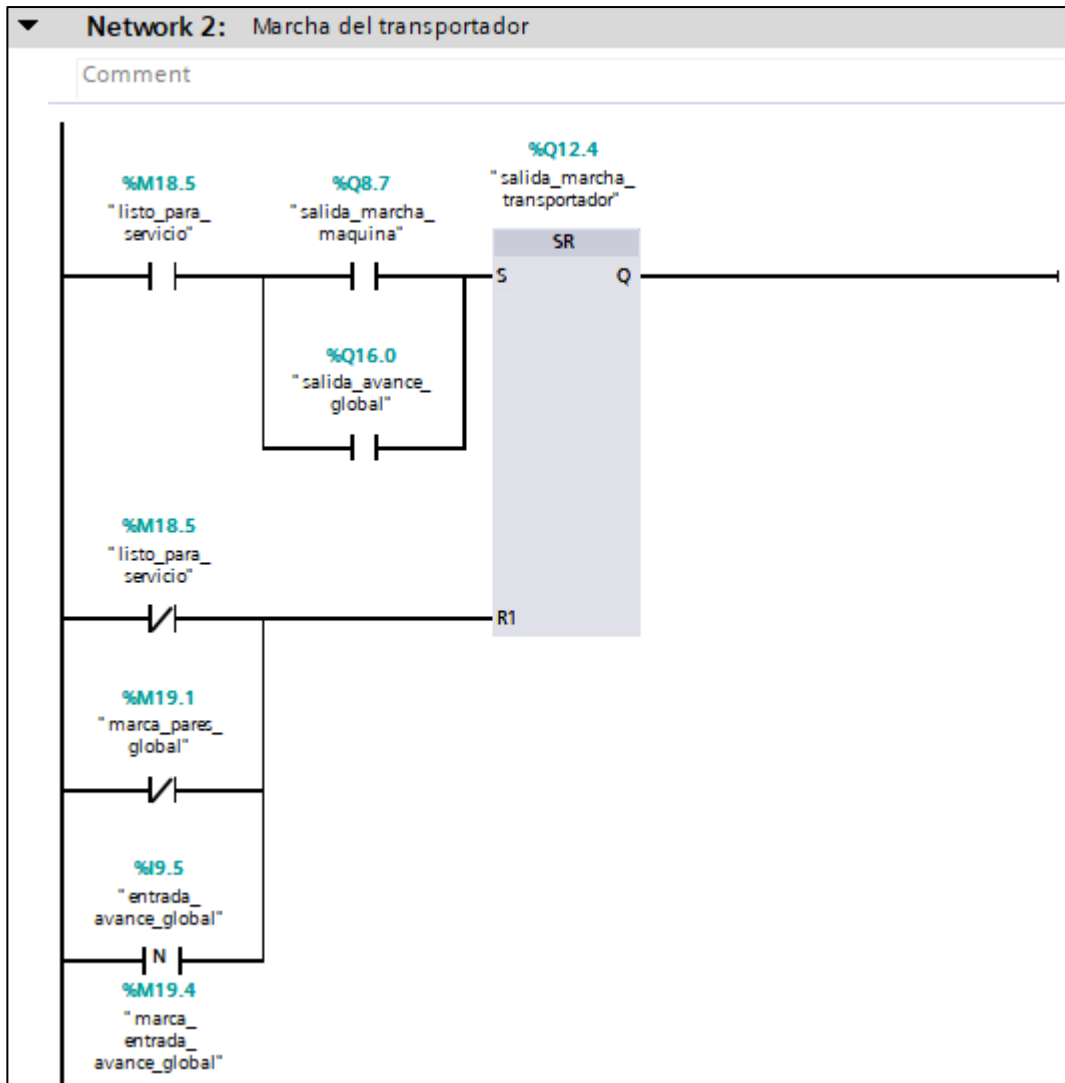 Network 2: Marcha del transportador
Comment
%Q12.4
"salida_marcha_
transportador"
%M18.5
"listo_para_
servicio"
%Q8.7
"salida_marcha_
maquina"
SR
S
Q
%Q16.0
"salida_avance_
global"
%M18.5
"listo_para_
servicio"
R1
%M19.1
"marca_pares_
global"
%I9.5
"entrada_
avance_global"
N
%M19.4
"marca_
entrada_
avance_global"